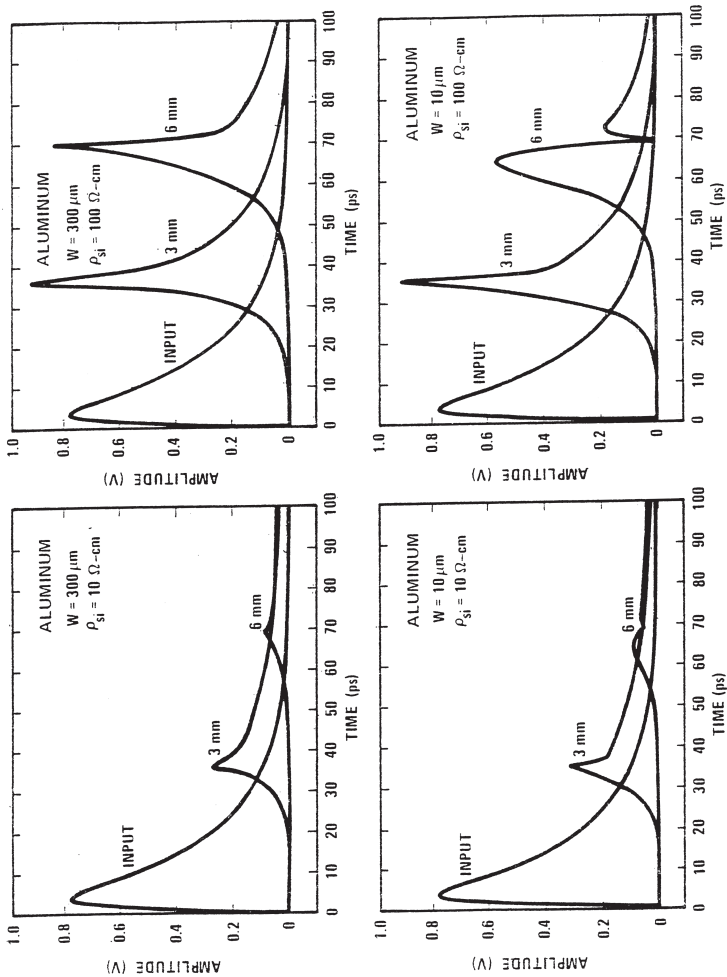 1.0
0.8
0.6
0.4
0.2
0
AMPLITUDE (V)
ALUMINUM
W = 300 µm
ρsi = 10 Ω-cm
INPUT
3 mm
6 mm
0 10 20 30 40 50 60 70 80 90 100
TIME (ps)
1.0
0.8
0.6
0.4
0.2
0
AMPLITUDE (V)
ALUMINUM
W = 300 µm
ρsi = 100 Ω-cm
INPUT
3 mm
6 mm
0 10 20 30 40 50 60 70 80 90 100
TIME (ps)
1.0
0.8
0.6
0.4
0.2
0
AMPLITUDE (V)
ALUMINUM
W = 10 µm
ρsi = 10 Ω-cm
INPUT
3 mm
6 mm
0 10 20 30 40 50 60 70 80 90 100
TIME (ps)
1.0
0.8
0.6
0.4
0.2
0
AMPLITUDE (V)
ALUMINUM
W = 10 µm
ρsi = 100 Ω-cm
INPUT
3 mm
6 mm
0 10 20 30 40 50 60 70 80 90 100
TIME (ps)